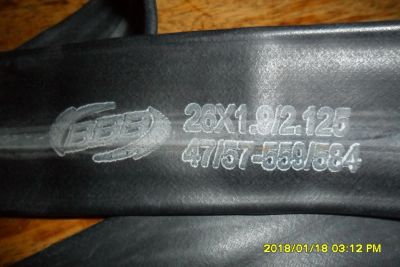 BBB
26X1.9/2.125
47/57-559/584
2018/01/18 03:12 PM